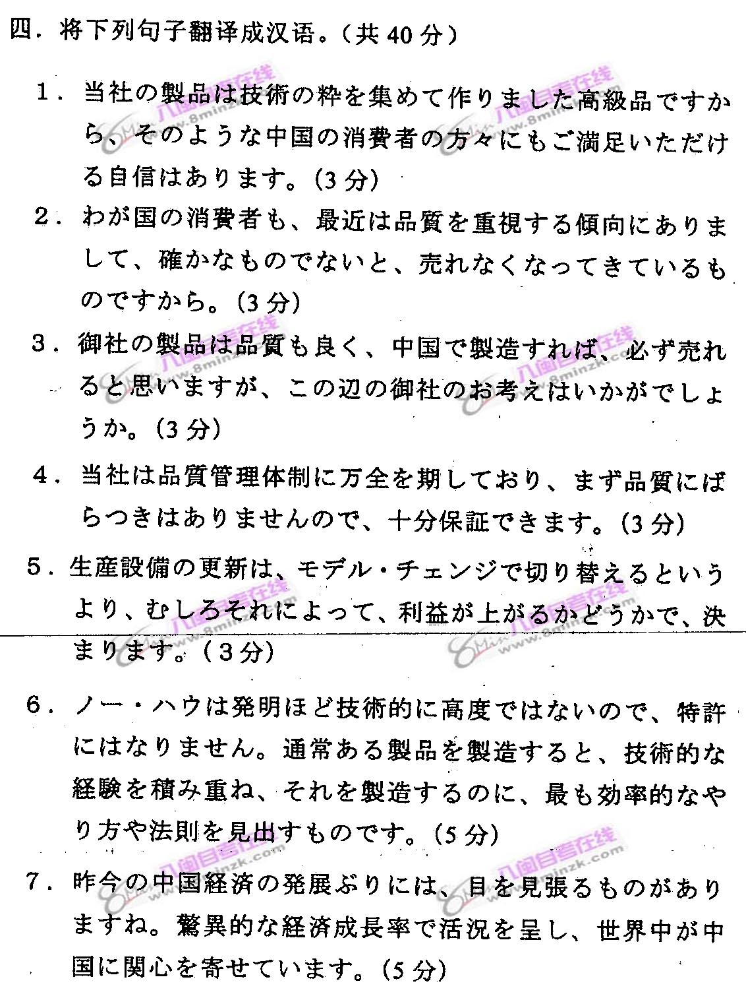 四．将下列句子翻译成汉语。（共 40 分）
1．当社の製品は技術の粋を集めて作りました高級品ですか
ら、そのような中国の消費者の方々にもご満足いただけ
る自信はあります。（3 分）
2．わが国の消費者も、最近は品質を重視する傾向にありま
して、確かなものでないと、売れなくなってきているも
のですから。（3 分）
3．御社の製品は品質も良く、中国で製造すれば、必ず売れ
ると思いますが、この辺の御社のお考えはいかがでしょ
うか。（3 分）
4．当社は品質管理体制に万全を期しており、まず品質にば
らつきはありませんので、十分保証できます。（3 分）
5．生産設備の更新は、モデル・チェンジで切り替えるという
より、むしろそれによって、利益が上がるかどうかで、決
まります。（３分）
6．ノー・ハウは発明ほど技術的に高度ではないので、特許
にはなりません。通常ある製品を製造すると、技術的な
経験を積み重ね、それを製造するのに、最も効率的なや
り方や法則を見出すものです。（5 分）
7．昨今の中国経済の発展ぶりには、目を見張るものがあり
ますね。驚異的な経済成長率で活況を呈し、世界中が中
国に関心を寄せています。（5 分）
八闽自考在线
www.8minzk.com